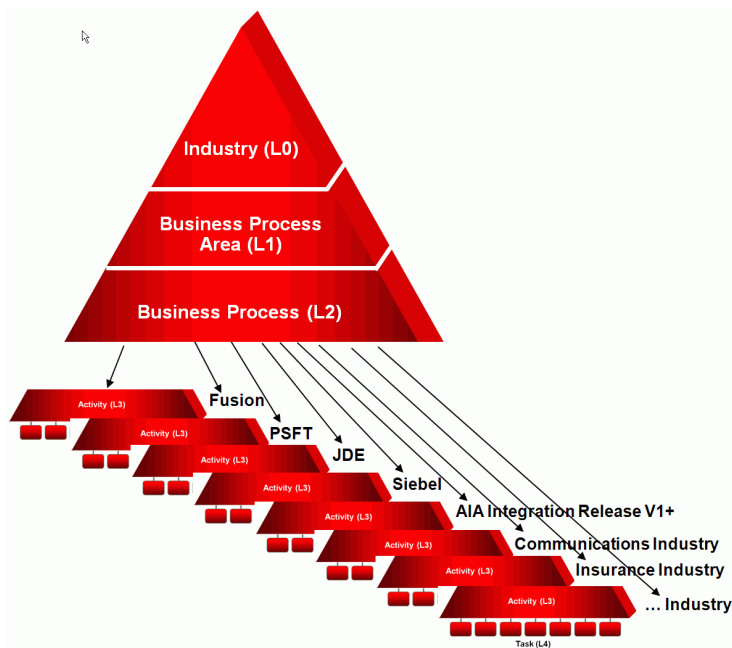 Industry (L0)
Business Process
Area (L1)
Business Process (L2)
Activity (L3)
Fusion
Activity (L3)
PSFT
Activity (L3)
JDE
Activity (L3)
Siebel
Activity (L3)
AIA Integration Release V1+
Activity (L3)
Communications Industry
Activity (L3)
Insurance Industry
Activity (L3)
... Industry
Task (L4)